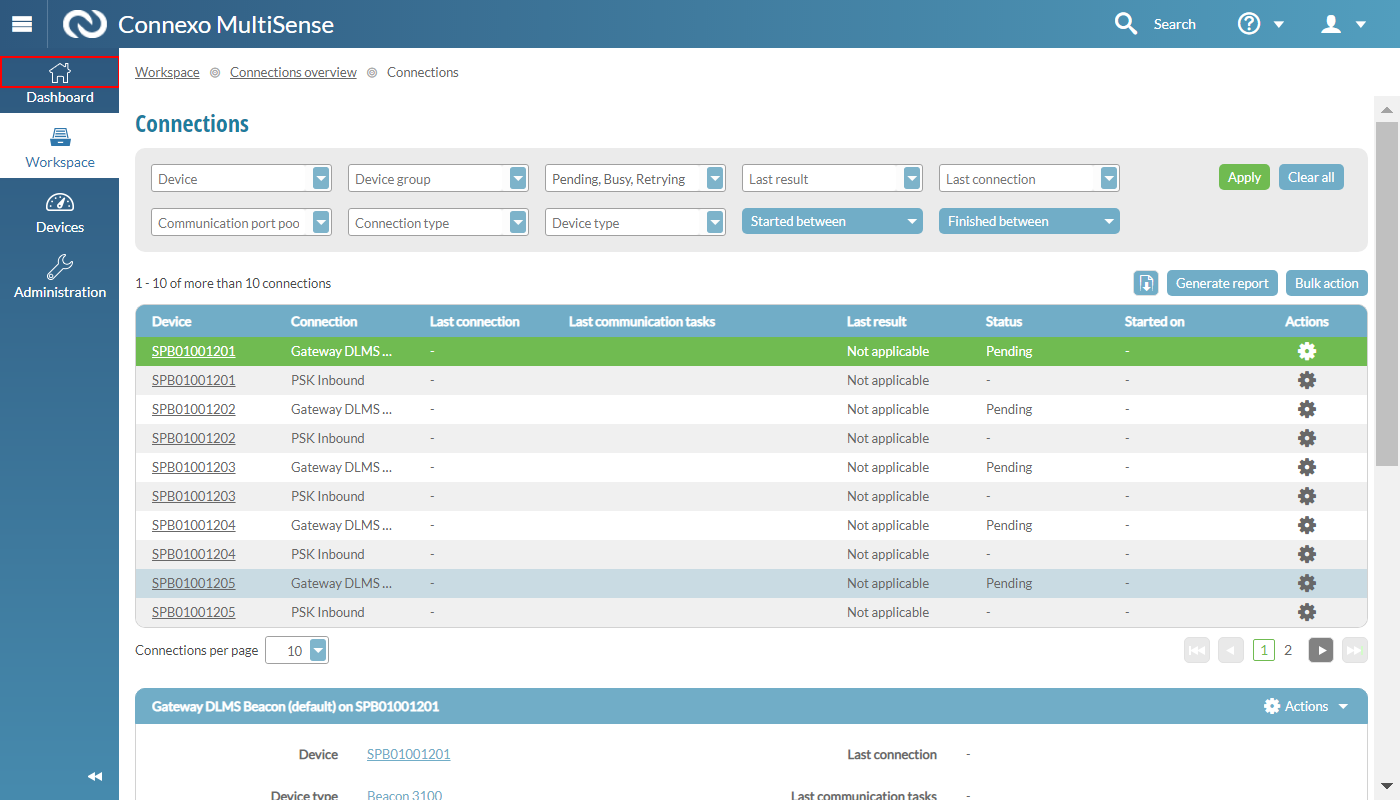 Connexo MultiSense
Search
Dashboard
Workspace
Devices
Administration
Workspace Connections overview Connections
Connections
Device Device group Pending, Busy, Retrying Last result Last connection Apply Clear all
Communication port poo Connection type Device type Started between Finished between
1 - 10 of more than 10 connections Generate report Bulk action
Device Connection Last connection Last communication tasks Last result Status Started on Actions
SPB01001201 Gateway DLMS ... - Not applicable Pending -
SPB01001201 PSK Inbound - Not applicable - -
SPB01001202 Gateway DLMS ... - Not applicable Pending -
SPB01001202 PSK Inbound - Not applicable - -
SPB01001203 Gateway DLMS ... - Not applicable Pending -
SPB01001203 PSK Inbound - Not applicable - -
SPB01001204 Gateway DLMS ... - Not applicable Pending -
SPB01001204 PSK Inbound - Not applicable - -
SPB01001205 Gateway DLMS ... - Not applicable Pending -
SPB01001205 PSK Inbound - Not applicable - -
Connections per page 10 1 2
Gateway DLMS Beacon (default) on SPB01001201 Actions
Device SPB01001201 Last connection -
Device type Beacon 3100 Last communication tasks -